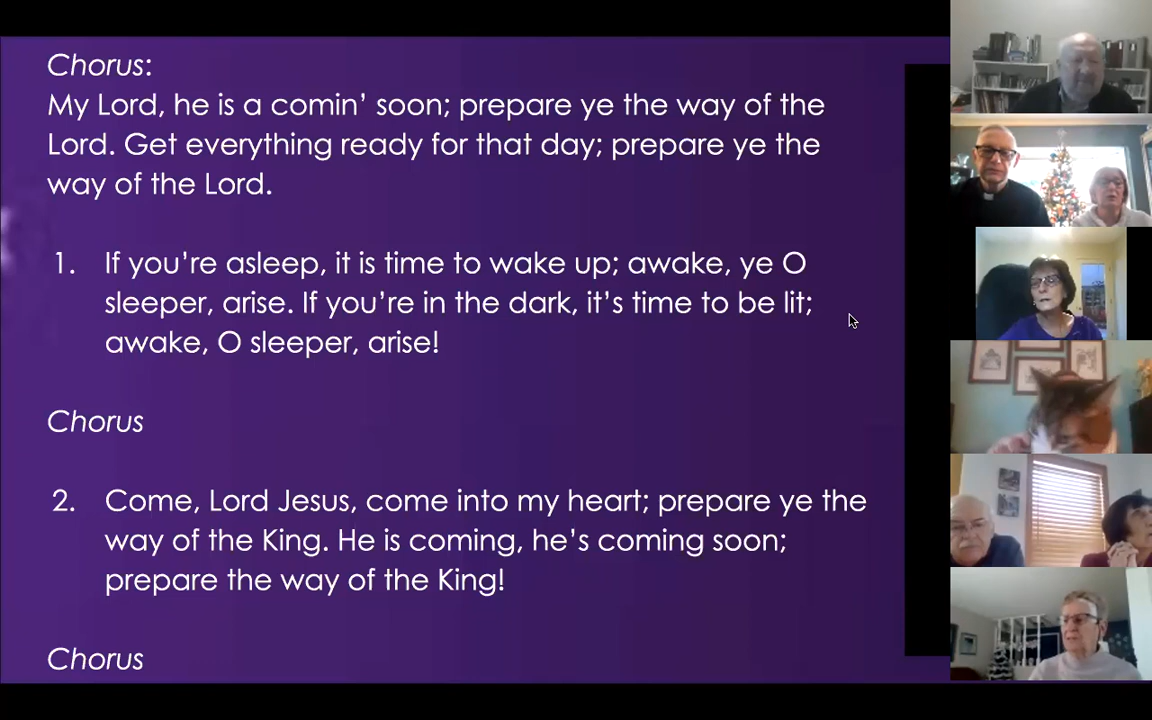 Chorus:
My Lord, he is a comin’ soon; prepare ye the way of the
Lord. Get everything ready for that day; prepare ye the
way of the Lord.
1. If you’re asleep, it is time to wake up; awake, ye O
sleeper, arise. If you’re in the dark, it’s time to be lit;
awake, O sleeper, arise!
Chorus
2. Come, Lord Jesus, come into my heart; prepare ye the
way of the King. He is coming, he’s coming soon;
prepare the way of the King!
Chorus